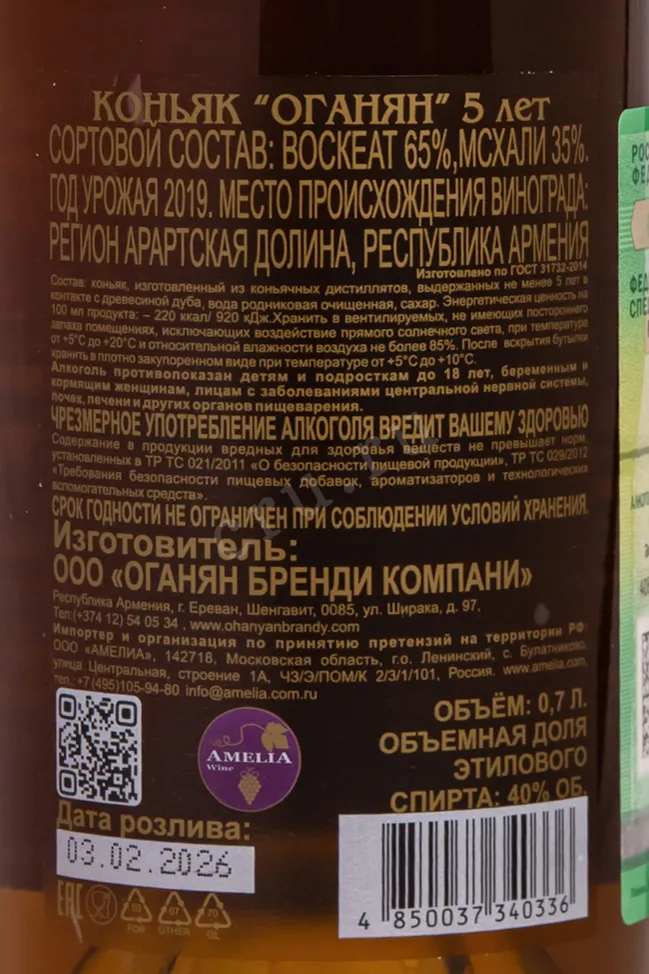 КОНЬЯК "ОГАНЯН" 5 лет
СОРТОВОЙ СОСТАВ: ВОСКЕАТ 65%,МСХАЛИ 35%.
ГОД УРОЖАЯ 2019. МЕСТО ПРОИСХОЖДЕНИЯ ВИНОГРАДА:
РЕГИОН АРАРТСКАЯ ДОЛИНА, РЕСПУБЛИКА АРМЕНИЯ
Изготовлено по ГОСТ 31732-2014
Состав: коньяк, изготовленный из коньячных дистиллятов, выдержанных не менее 5 лет в
контакте с древесиной дуба, вода родниковая очищенная, сахар. Энергетическая ценность на
100 мл продукта: – 220 ккал/ 920 кДж.Хранить в вентилируемых, не имеющих постороннего
запаха помещениях, исключающих воздействие прямого солнечного света, при температуре
от +5°С до +20°С и относительной влажности воздуха не более 85%. После вскрытия бутылки
хранить в плотно закупоренном виде при температуре от +5°С до +10°С.
Алкоголь противопоказан детям и подросткам до 18 лет, беременным и
кормящим женщинам, лицам с заболеваниями центральной нервной системы,
почек, печени и других органов пищеварения.
ЧРЕЗМЕРНОЕ УПОТРЕБЛЕНИЕ АЛКОГОЛЯ ВРЕДИТ ВАШЕМУ ЗДОРОВЬЮ
Содержание в продукции вредных для здоровья веществ не превышает норм,
установленных в ТР ТС 021/2011 «О безопасности пищевой продукции», ТР ТС 029/2012
«Требования безопасности пищевых добавок, ароматизаторов и технологических
вспомогательных средств».
СРОК ГОДНОСТИ НЕ ОГРАНИЧЕН ПРИ СОБЛЮДЕНИИ УСЛОВИЙ ХРАНЕНИЯ.
Изготовитель:
ООО «ОГАНЯН БРЕНДИ КОМПАНИ»
Республика Армения, г. Ереван, Шенгавит, 0085, ул. Ширака, д. 97,
Тел:(+374 12) 54 05 34 , www.ohanyanbrandy.com
Импортер и организация по принятию претензий на территории РФ:
ООО «АМЕЛИА», 142718, Московская область, г.о. Ленинский, с. Булатниково,
улица Центральная, строение 1А, ЧЗ/Э/ПОМ/К 2/3/1/101, Россия. www.amelia.com.ru
тел.:+7(495)105-94-80 info@amelia.com.ru
AMELIA
Wine
ОБЪЁМ: 0,7 Л.
ОБЪЕМНАЯ ДОЛЯ
ЭТИЛОВОГО
СПИРТА: 40% ОБ.
Дата розлива:
03.02.2026
EAC
FOR
07
OTHER
70
GL
4 850037 340336
cru.ru